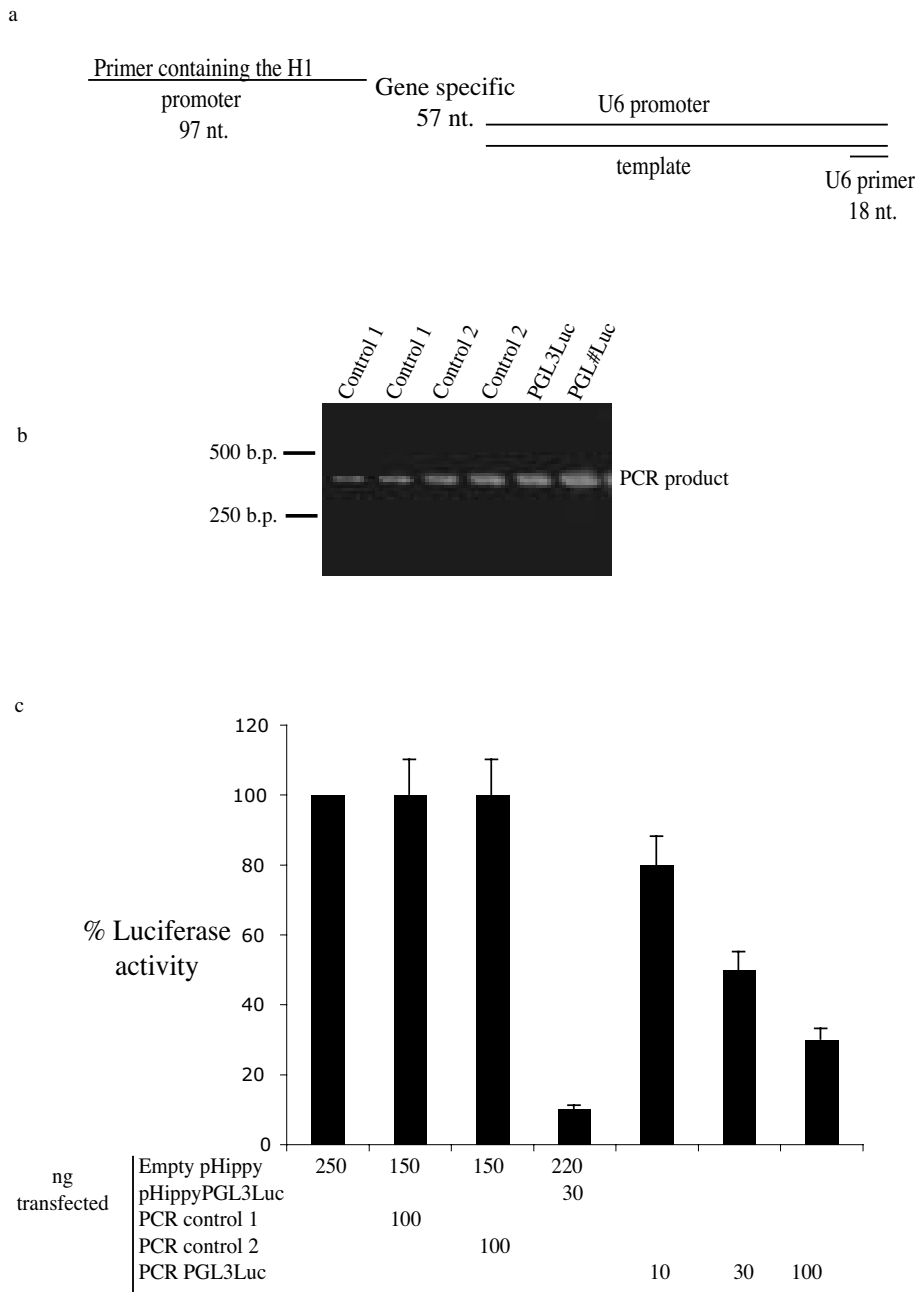 a
Primer containing the H1
promoter
97 nt.
Gene specific
57 nt.
U6 promoter
template
U6 primer
18 nt.
b
Control 1
Control 1
Control 2
Control 2
PGL3Luc
PGL#Luc
500 b.p.
250 b.p.
PCR product
c
120
100
80
60
40
20
0
% Luciferase
activity
ng
transfected
Empty pHippy 250 150 150 220
pHippyPGL3Luc 30
PCR control 1 100
PCR control 2 100
PCR PGL3Luc 10 30 100